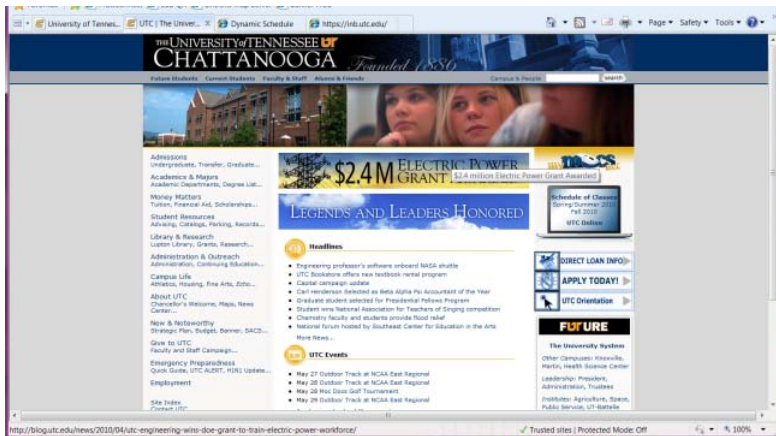 University of Tennes...
UTC | The Univer...
Dynamic Schedule
https://inb.utc.edu/
Page
Safety
Tools
THE UNIVERSITY of TENNESSEE UT
CHATTANOOGA
Founded 1886
Future Students Current Students Faculty & Staff Alumni & Friends
Campus & People
search
Admissions
Undergraduate, Transfer, Graduate...
Academics & Majors
Academic Departments, Degree List...
Money Matters
Tuition, Financial Aid, Scholarships...
Student Resources
Advising, Catalogs, Parking, Records...
Library & Research
Lupton Library, Grants, Research...
Administration & Outreach
Administration, Continuing Education...
Campus Life
Athletics, Housing, Fine Arts, Echo...
About UTC
Chancellor's Welcome, Maps, News
Center...
New & Noteworthy
Strategic Plan, Budget, Banner, SACS...
Give to UTC
Faculty and Staff Campaign...
Emergency Preparedness
Quick Guide, UTC ALERT, H1N1 Update...
Employment
Site Index
Contact UTC
$2.4 M ELECTRIC POWER
GRANT
$2.4 million Electric Power Grant Awarded
LEGENDS AND LEADERS HONORED
Headlines
Engineering professor's software onboard NASA shuttle
UTC Bookstore offers new textbook rental program
Capital campaign update
Carl Henderson Selected as Beta Alpha Psi Accountant of the Year
Graduate student selected for Presidential Fellows Program
Student wins National Association for Teachers of Singing competition
Chemistry faculty and students provide flood relief
National forum hosted by Southeast Center for Education in the Arts
More News...
UTC Events
May 27 Outdoor Track at NCAA East Regional
May 28 Outdoor Track at NCAA East Regional
May 28 Moc Docs Golf Tournament
May 29 Outdoor Track at NCAA East Regional
Schedule of Classes
Spring/Summer 2010
Fall 2010
UTC Online
DIRECT LOAN INFO
APPLY TODAY!
UTC Orientation
FUTURE
The University System
Other Campuses: Knoxville,
Martin, Health Science Center
Leadership: President,
Administration, Trustees
Institutes: Agriculture, Space,
Public Service, UT-Battelle
http://blog.utc.edu/news/2010/04/utc-engineering-wins-doe-grant-to-train-electric-power-workforce/
Trusted sites | Protected Mode: Off
100%